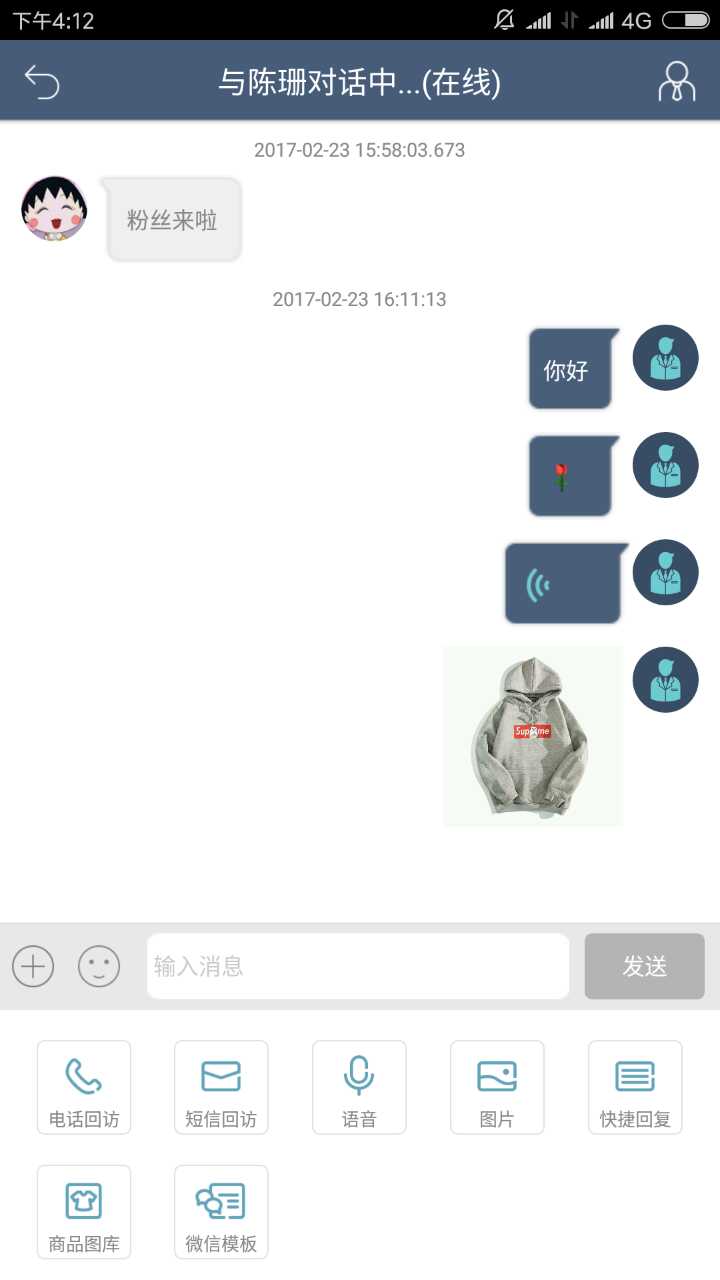 下午4:12
4G
与陈珊对话中...(在线)
2017-02-23 15:58:03.673
粉丝来啦
2017-02-23 16:11:13
你好
输入消息
发送
电话回访
短信回访
语音
图片
快捷回复
商品图库
微信模板